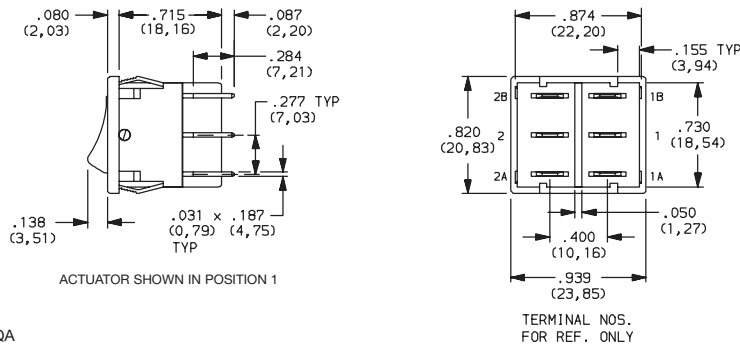 .080
(2,03)
.715
(18,16)
.087
(2,20)
.284
(7,21)
.277 TYP
(7,03)
.138
(3,51)
.031 × .187
(0,79) (4,75)
TYP
ACTUATOR SHOWN IN POSITION 1
QA
.874
(22,20)
.155 TYP
(3,94)
2B
1B
.820
(20,83)
2
1
.730
(18,54)
2A
1A
.050
(1,27)
.400
(10,16)
.939
(23,85)
TERMINAL NOS.
FOR REF. ONLY